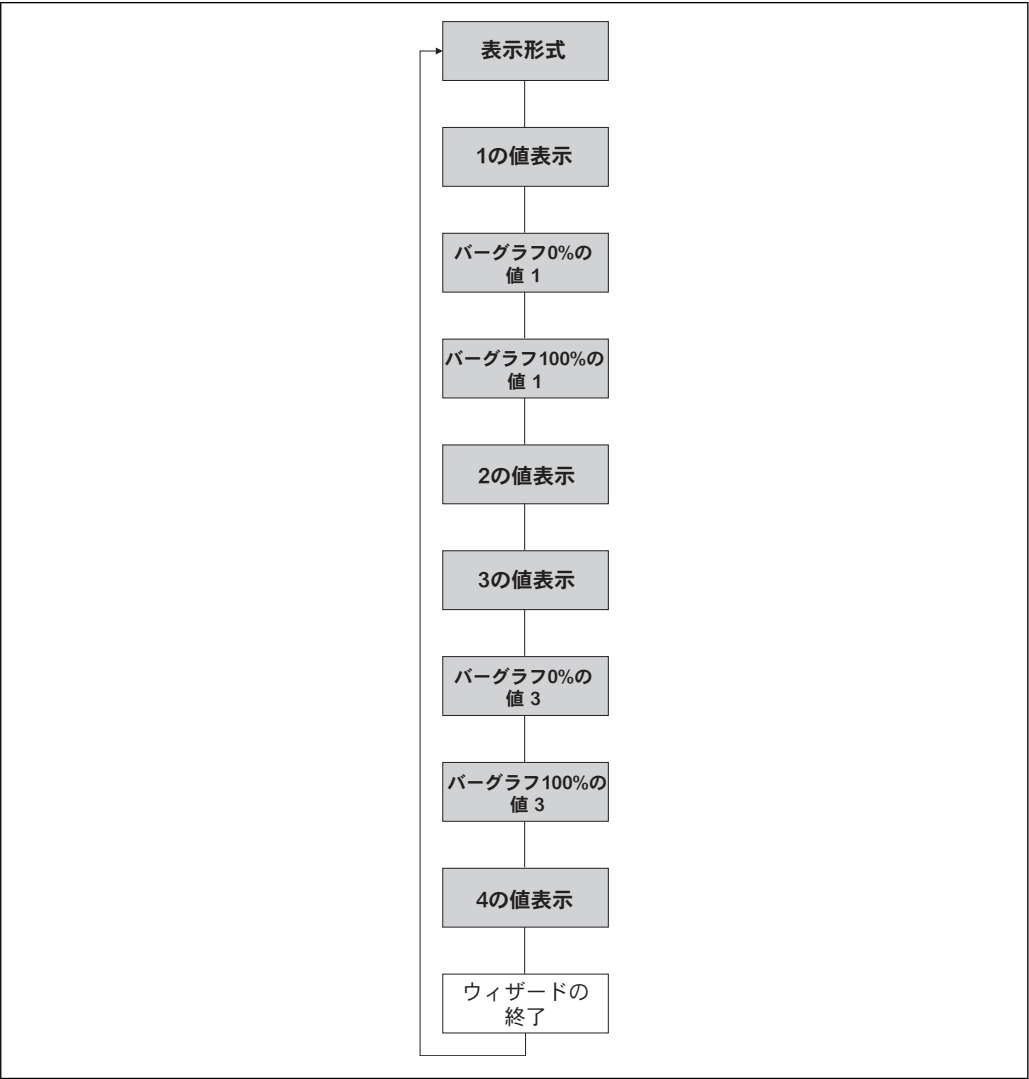 表示形式
1の値表示
バーグラフ0%の
値 1
バーグラフ100%の
値 1
2の値表示
3の値表示
バーグラフ0%の
値 3
バーグラフ100%の
値 3
4の値表示
ウィザードの
終了